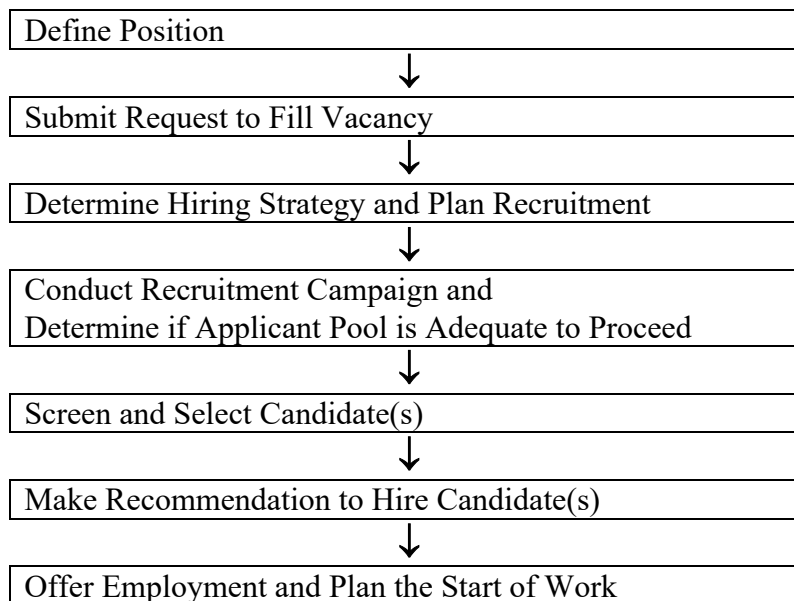 Define Position
Submit Request to Fill Vacancy
Determine Hiring Strategy and Plan Recruitment
Conduct Recruitment Campaign and
Determine if Applicant Pool is Adequate to Proceed
Screen and Select Candidate(s)
Make Recommendation to Hire Candidate(s)
Offer Employment and Plan the Start of Work